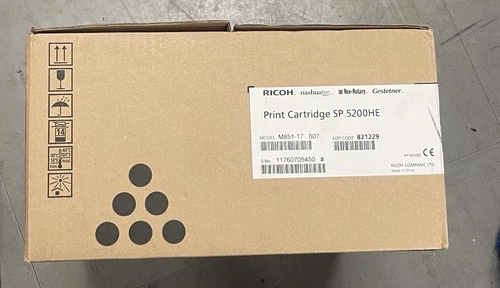 RICOH nashuatec Rex-Rotary Gestetner
Print Cartridge SP 5200HE
MODEL M851-17 607 EDP CODE 821229
S/No. 11760705450 #
CE
RICOH COMPANY, LTD.
Made in China
14